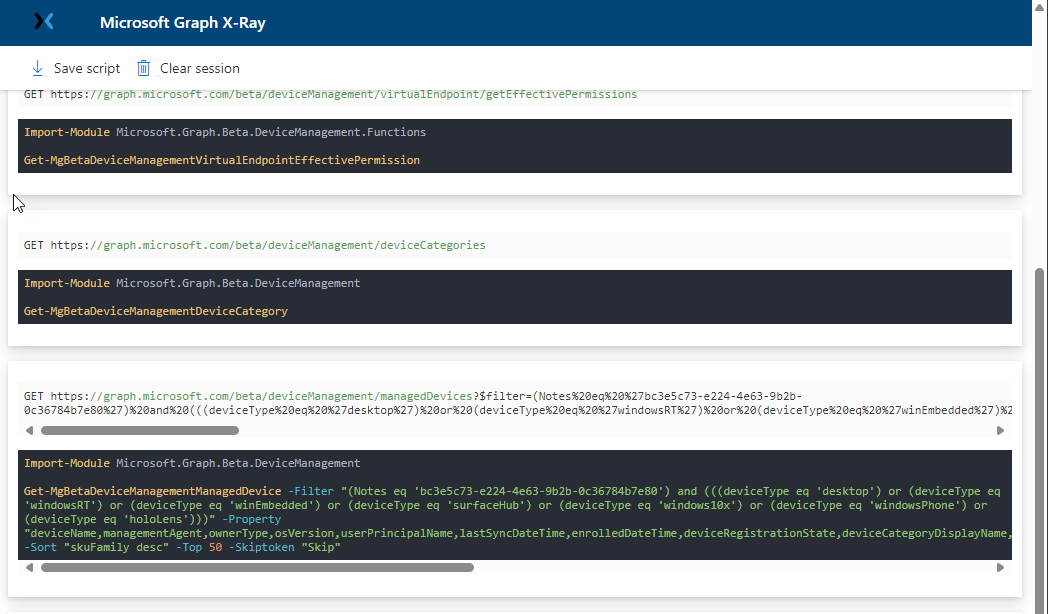 Microsoft Graph X-Ray
Save script
Clear session
GET https://graph.microsoft.com/beta/deviceManagement/virtualEndpoint/getEffectivePermissions
Import-Module Microsoft.Graph.Beta.DeviceManagement.Functions
Get-MgBetaDeviceManagementVirtualEndpointEffectivePermission
GET https://graph.microsoft.com/beta/deviceManagement/deviceCategories
Import-Module Microsoft.Graph.Beta.DeviceManagement
Get-MgBetaDeviceManagementDeviceCategory
GET https://graph.microsoft.com/beta/deviceManagement/managedDevices?$filter=(Notes%20eq%20%27bc3e5c73-e224-4e63-9b2b-
0c36784b7e80%27)%20and%20(((deviceType%20eq%20%27desktop%27)%20or%20(deviceType%20eq%20%27windowsRT%27)%20or%20(deviceType%20eq%20%27winEmbedded%27)%2
Import-Module Microsoft.Graph.Beta.DeviceManagement
Get-MgBetaDeviceManagementManagedDevice -Filter "(Notes eq 'bc3e5c73-e224-4e63-9b2b-0c36784b7e80') and (((deviceType eq 'desktop') or (deviceType eq
'windowsRT') or (deviceType eq 'winEmbedded') or (deviceType eq 'surfaceHub') or (deviceType eq 'windows10x') or (deviceType eq 'windowsPhone') or
(deviceType eq 'holoLens')))" -Property
"deviceName,managementAgent,ownerType,osVersion,userPrincipalName,lastSyncDateTime,enrolledDateTime,deviceRegistrationState,deviceCategoryDisplayName,
-Sort "skuFamily desc" -Top 50 -Skiptoken "Skip"